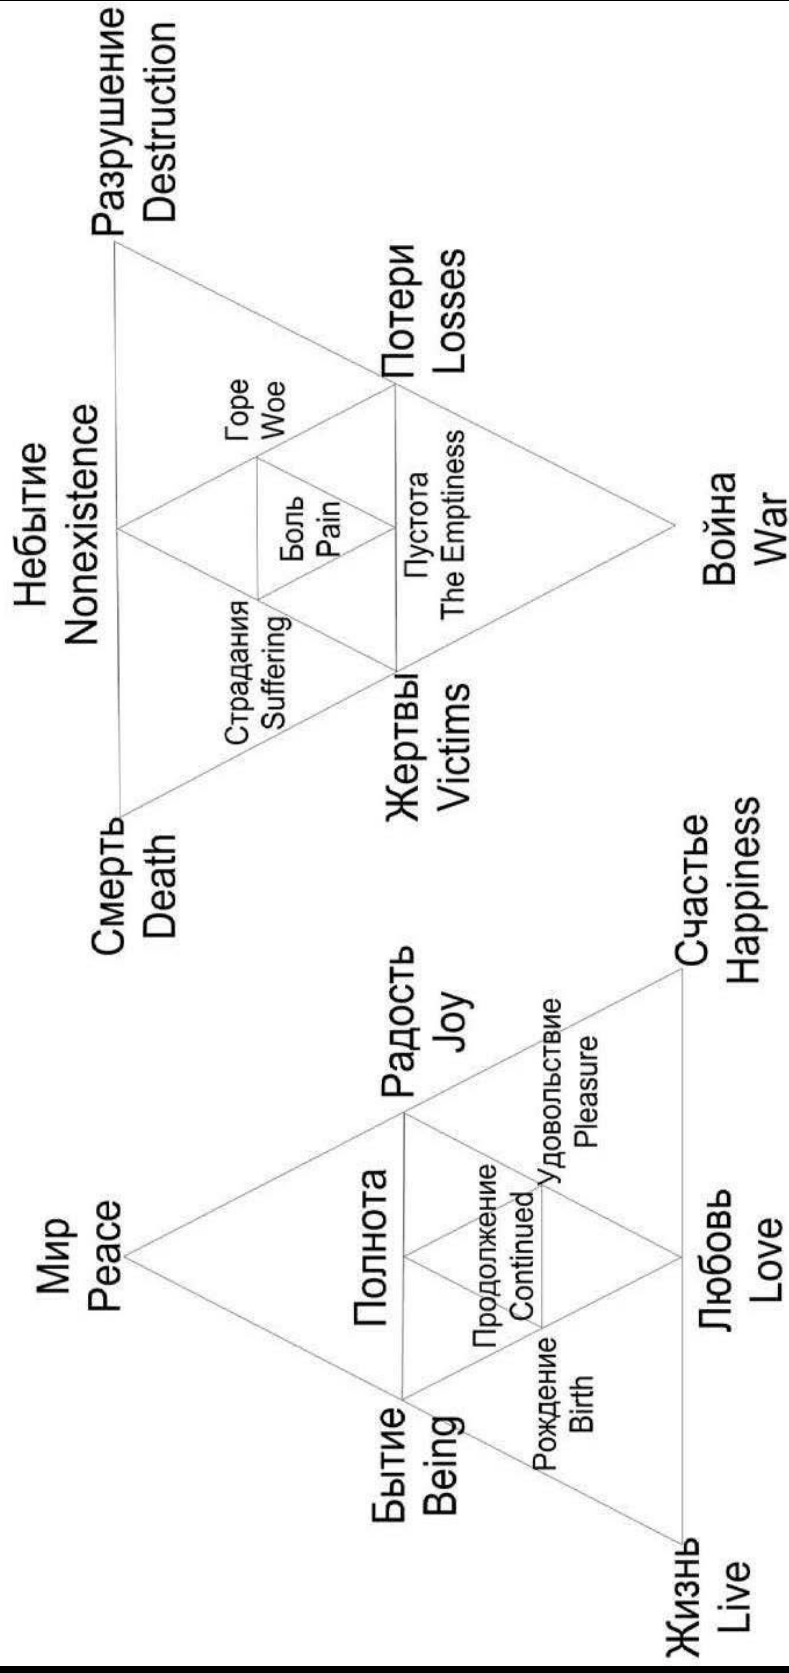 Мир
Peace
Бытие
Being
Полнота
Радость
Joy
Рождение
Birth
Продолжение
Continued
Удовольствие
Pleasure
Жизнь
Live
Любовь
Love
Счастье
Happiness
Смерть
Death
Небытие
Nonexistence
Разрушение
Destruction
Страдания
Suffering
Боль
Pain
Горе
Woe
Жертвы
Victims
Пустота
The Emptiness
Потери
Losses
Война
War